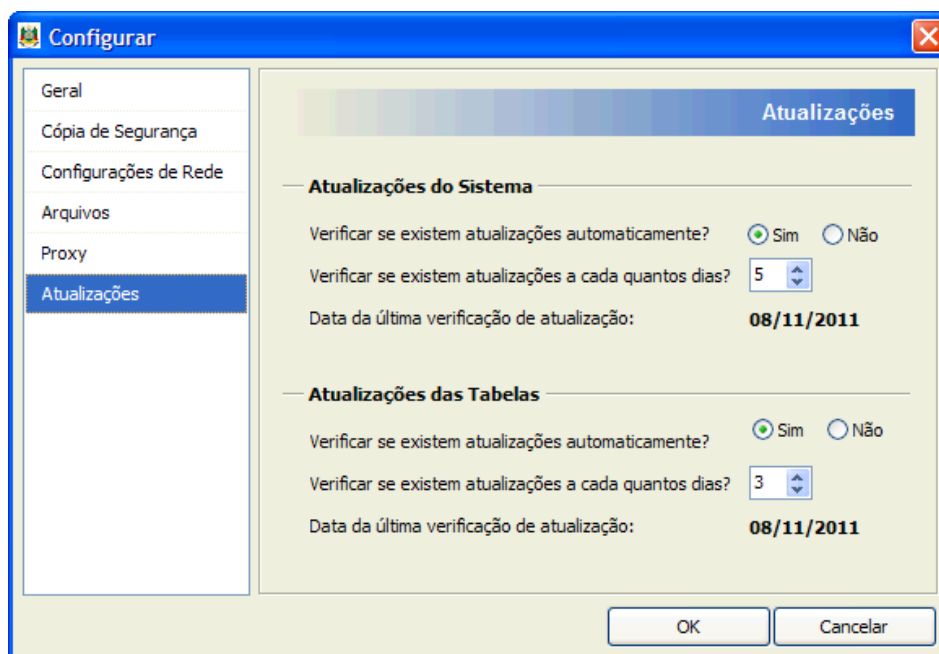 Configurar
Geral
Cópia de Segurança
Configurações de Rede
Arquivos
Proxy
Atualizações
Atualizações
Atualizações do Sistema
Verificar se existem atualizações automaticamente? Sim Não
Verificar se existem atualizações a cada quantos dias? 5
Data da última verificação de atualização: 08/11/2011
Atualizações das Tabelas
Verificar se existem atualizações automaticamente? Sim Não
Verificar se existem atualizações a cada quantos dias? 3
Data da última verificação de atualização: 08/11/2011
OK Cancelar